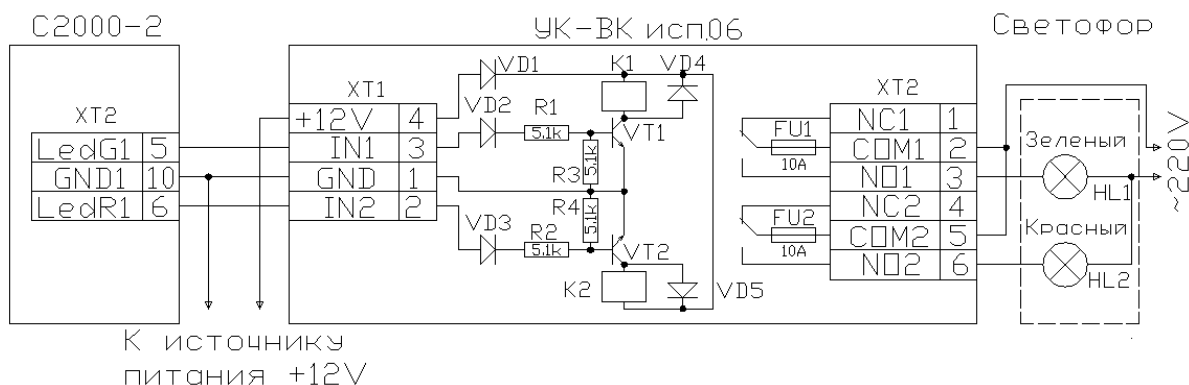 С2000-2
УК-ВК исп.06
Светофор
XT2
LedG1 5
GND1 10
LedR1 6
XT1
+12V 4
IN1 3
GND 1
IN2 2
VD1
VD2
VD3
R1
5,1k
R3
5,1k
R4
5,1k
R2
5,1k
K1
VD4
VT1
VT2
K2
VD5
FU1
10A
FU2
10A
XT2
NC1 1
COM1 2
NO1 3
NC2 4
COM2 5
NO2 6
Зеленый
HL1
Красный
HL2
~220V
К источнику
питания +12V